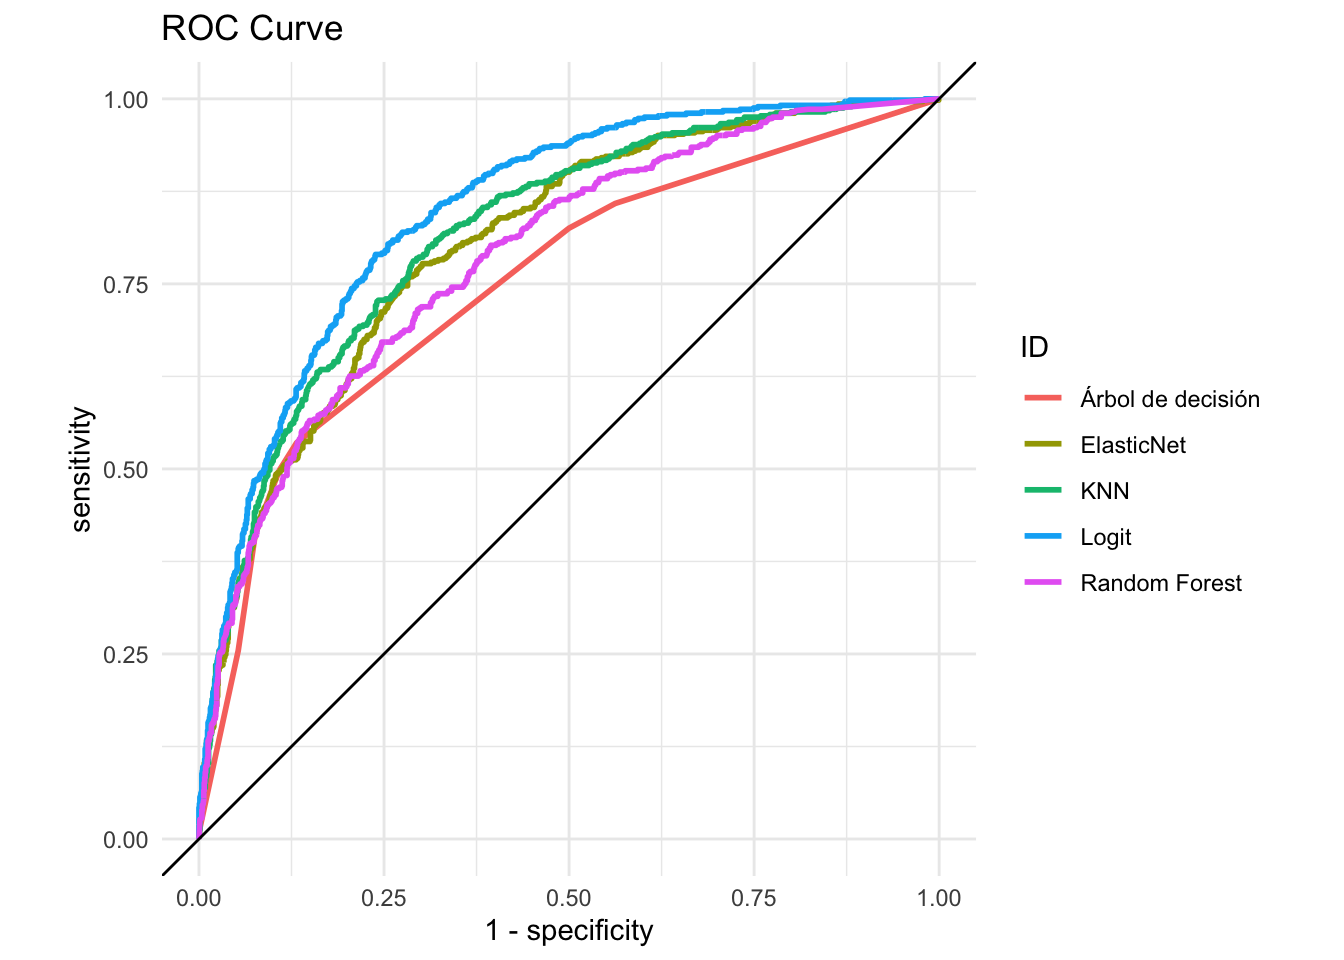 ROC Curve
1.00
0.75
0.50
0.25
0.00
sensitivity
0.00 0.25 0.50 0.75 1.00
1 - specificity
ID
Árbol de decisión
ElasticNet
KNN
Logit
Random Forest